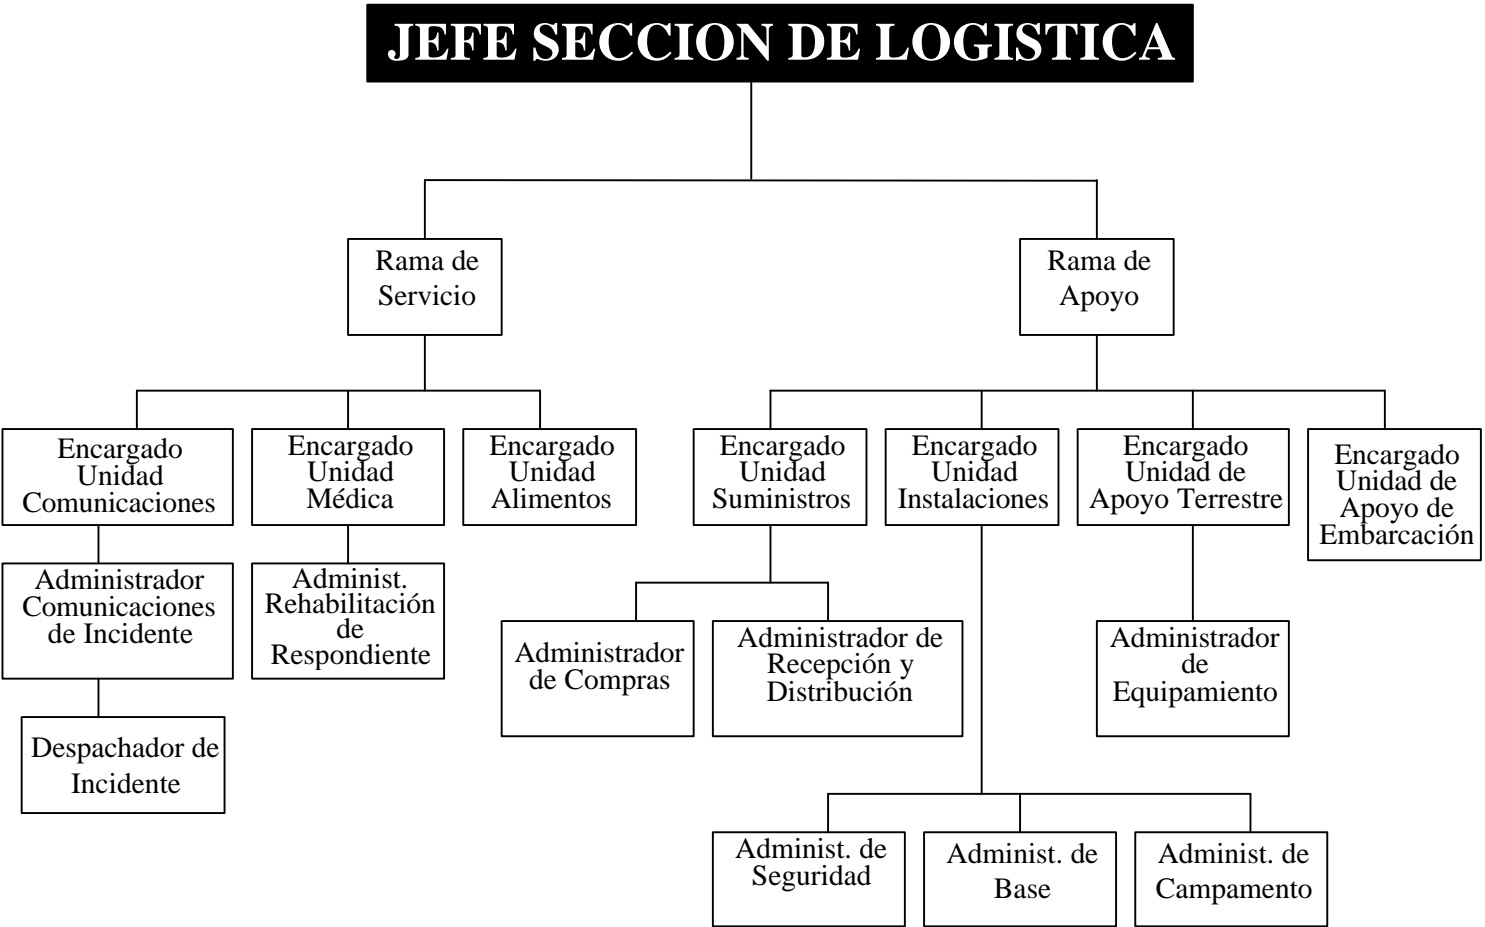 JEFE SECCION DE LOGISTICA
Rama de
Servicio
Rama de
Apoyo
Encargado
Unidad
Comunicaciones
Encargado
Unidad
Médica
Encargado
Unidad
Alimentos
Encargado
Unidad
Suministros
Encargado
Unidad
Instalaciones
Encargado
Unidad de
Apoyo Terrestre
Encargado
Unidad de
Apoyo de
Embarcación
Administrador
Comunicaciones
de Incidente
Administ.
Rehabilitación
de
Respondiente
Administrador
de Compras
Administrador de
Recepción y
Distribución
Administrador
de
Equipamiento
Despachador de
Incidente
Administ. de
Seguridad
Administ. de
Base
Administ. de
Campamento